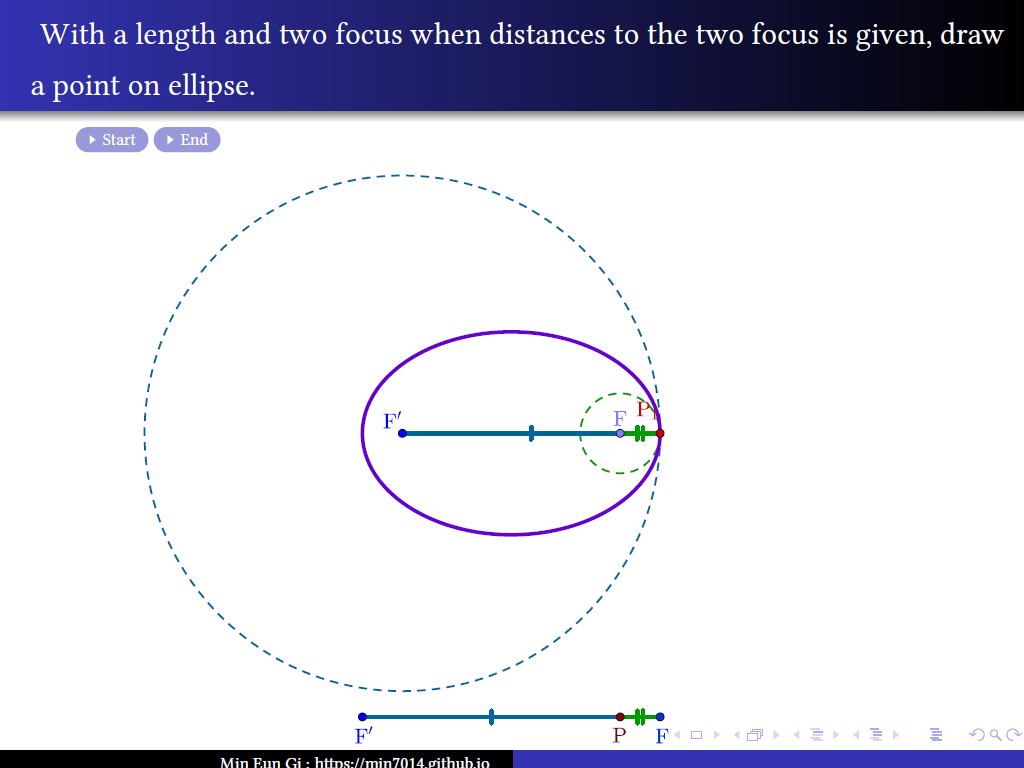 With a length and two focus when distances to the two focus is given, draw
a point on ellipse.
Start End
F′ F P₁
F′ P F
Min Eun Gi : https://min7014.github.io